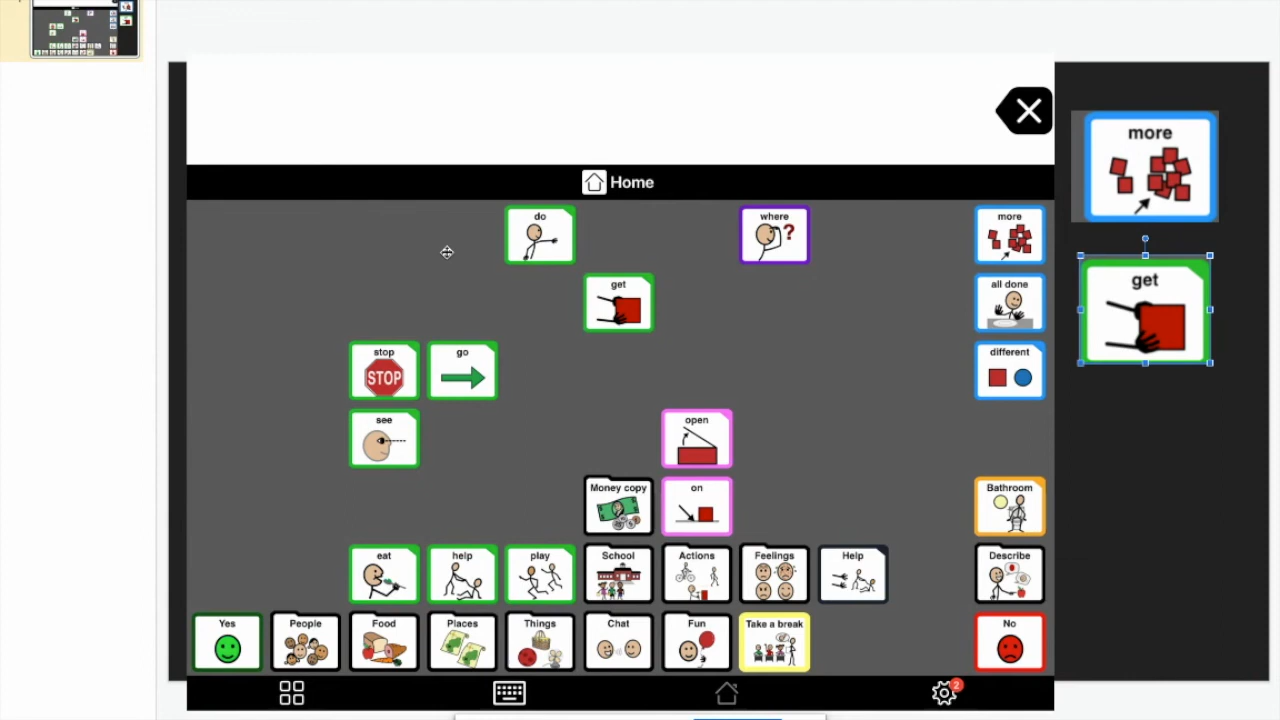 Home
do
where
?
more
more
get
all done
get
stop
go
different
STOP
see
open
Money copy
on
Bathroom
eat
help
play
School
Actions
Feelings
Help
Describe
Yes
People
Food
Places
Things
Chat
Fun
Take a break
No
2